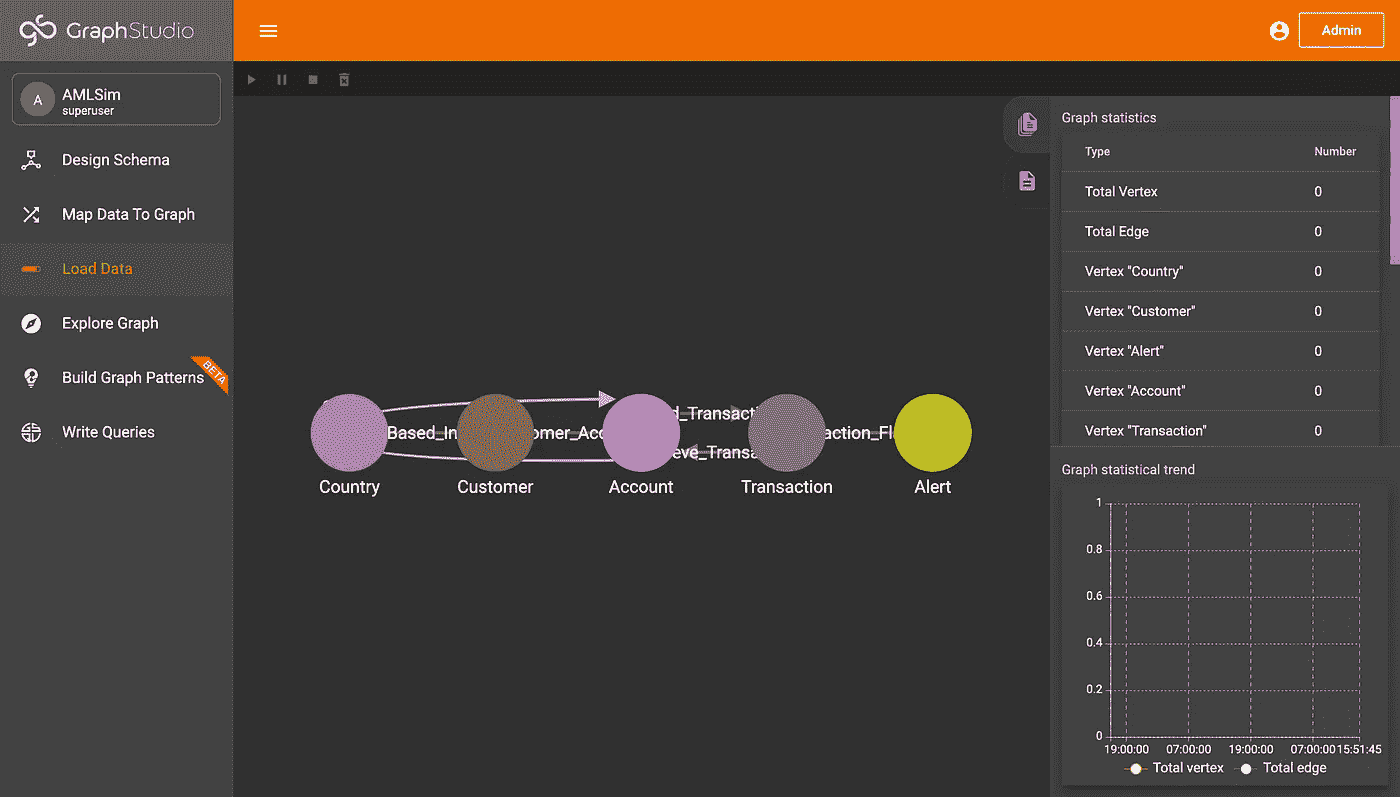 GraphStudio
Admin
A
AMLSim
superuser
Design Schema
Map Data To Graph
Load Data
Explore Graph
Build Graph Patterns
BETA
Write Queries
Based_In
omer_Acc
d_Transacti
eve_Transa
action_Fl
Country
Customer
Account
Transaction
Alert
Graph statistics
Type Number
Total Vertex 0
Total Edge 0
Vertex "Country" 0
Vertex "Customer" 0
Vertex "Alert" 0
Vertex "Account" 0
Vertex "Transaction" 0
Graph statistical trend
1
0.8
0.6
0.4
0.2
0
19:00:00 07:00:00 19:00:00 07:00:00 15:51:45
Total vertex Total edge